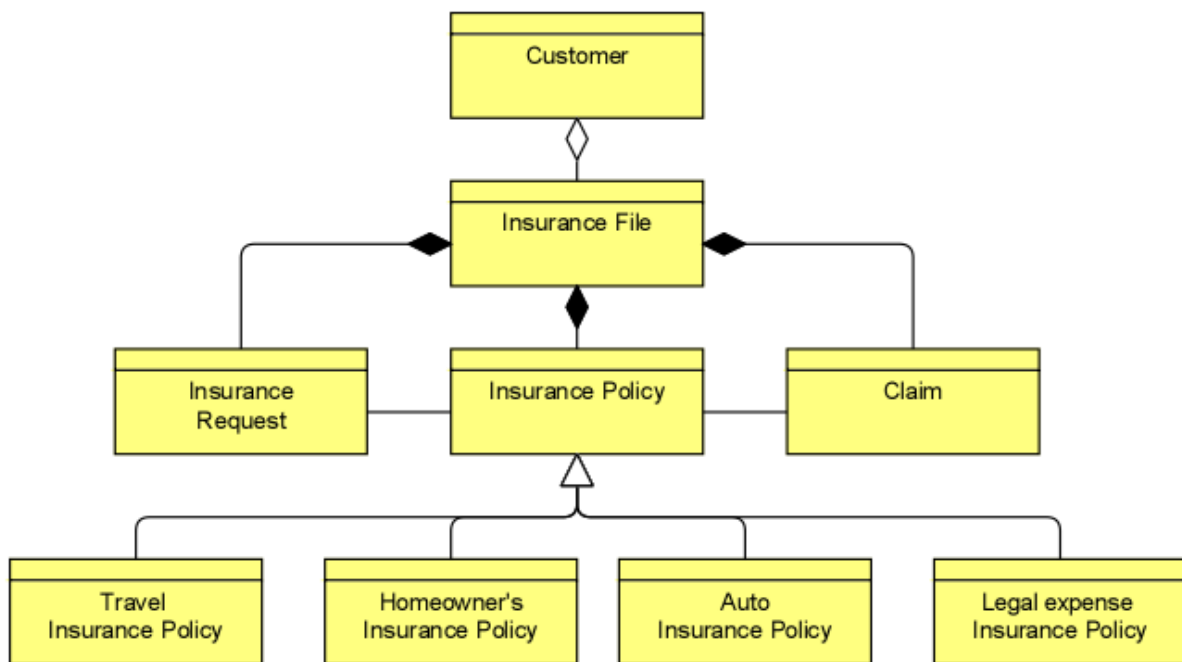 Customer
Insurance File
Insurance
Request
Insurance Policy
Claim
Travel
Insurance Policy
Homeowner's
Insurance Policy
Auto
Insurance Policy
Legal expense
Insurance Policy